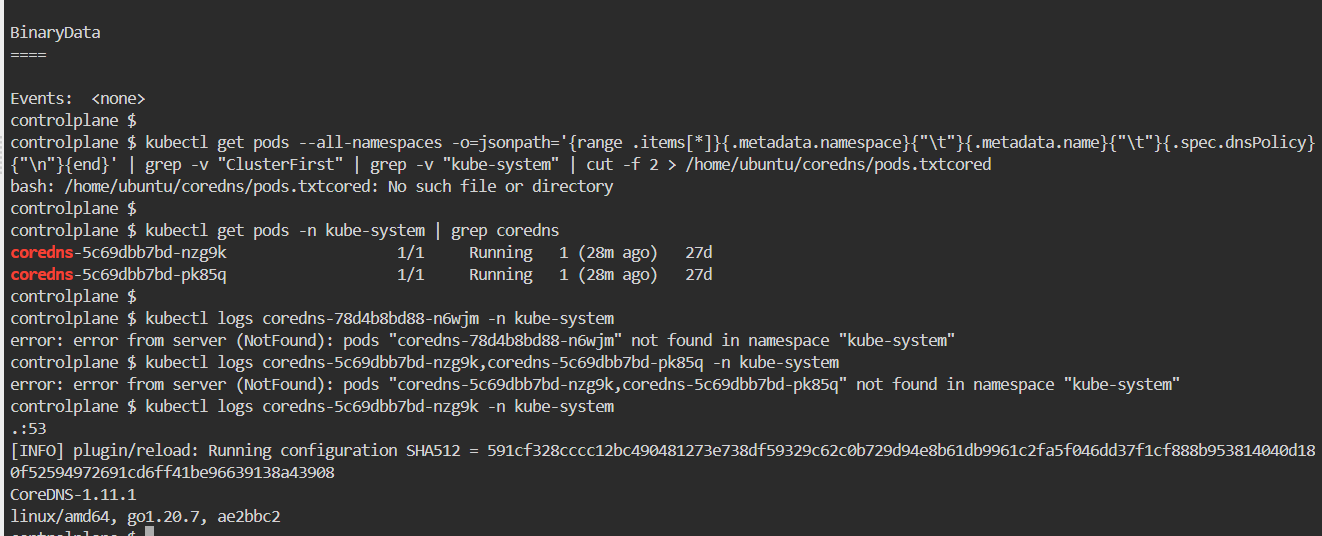 BinaryData
====
Events:  <none>
controlplane $
controlplane $ kubectl get pods --all-namespaces -o=jsonpath='{range .items[*]}{.metadata.namespace}{"\t"}{.metadata.name}{"\t"}{.spec.dnsPolicy}
{"\n"}{end}' | grep -v "ClusterFirst" | grep -v "kube-system" | cut -f 2 > /home/ubuntu/coredns/pods.txtcored
bash: /home/ubuntu/coredns/pods.txtcored: No such file or directory
controlplane $
controlplane $ kubectl get pods -n kube-system | grep coredns
coredns-5c69dbb7bd-nzg9k                   1/1     Running   1 (28m ago)   27d
coredns-5c69dbb7bd-pk85q                   1/1     Running   1 (28m ago)   27d
controlplane $
controlplane $ kubectl logs coredns-78d4b8bd88-n6wjm -n kube-system
error: error from server (NotFound): pods "coredns-78d4b8bd88-n6wjm" not found in namespace "kube-system"
controlplane $ kubectl logs coredns-5c69dbb7bd-nzg9k,coredns-5c69dbb7bd-pk85q -n kube-system
error: error from server (NotFound): pods "coredns-5c69dbb7bd-nzg9k,coredns-5c69dbb7bd-pk85q" not found in namespace "kube-system"
controlplane $ kubectl logs coredns-5c69dbb7bd-nzg9k -n kube-system
.:53
[INFO] plugin/reload: Running configuration SHA512 = 591cf328cccc12bc490481273e738df59329c62c0b729d94e8b61db9961c2fa5f046dd37f1cf888b953814040d18
0f52594972691cd6ff41be96639138a43908
CoreDNS-1.11.1
linux/amd64, go1.20.7, ae2bbc2
controlplane $